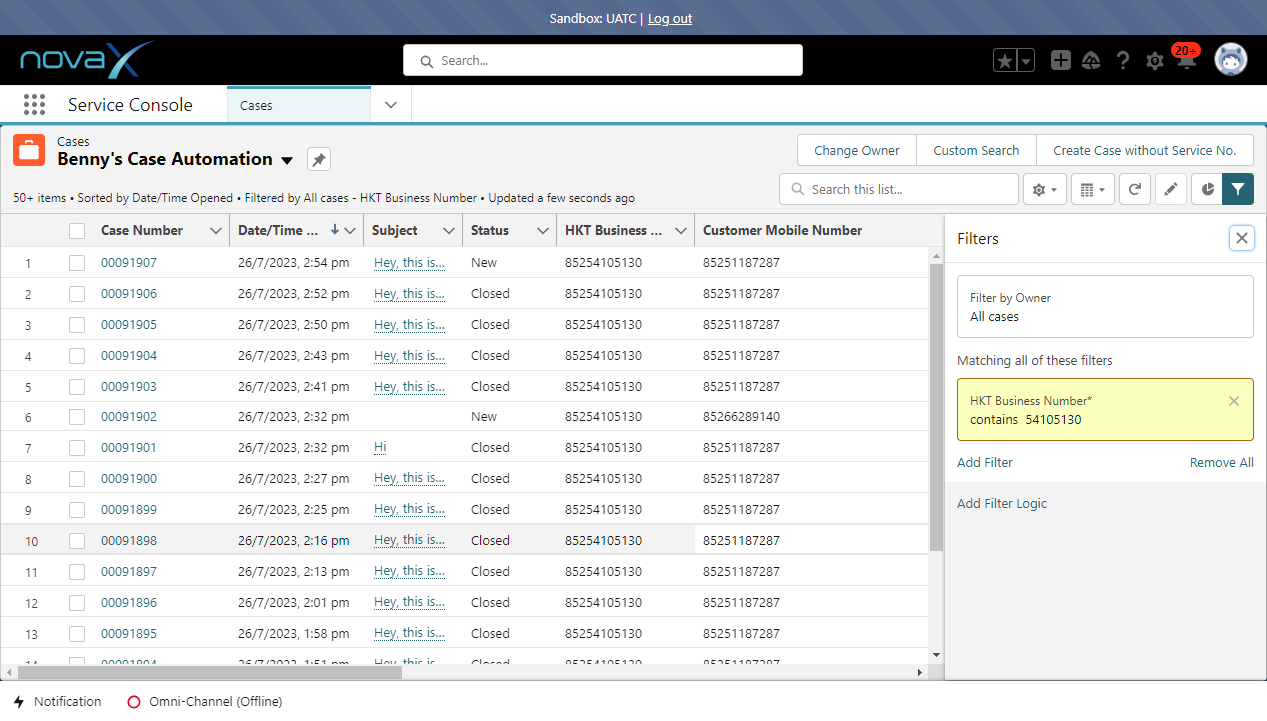 Sandbox: UATC | Log out
novaX
Search...
20+
Service Console
Cases
Cases
Benny's Case Automation
Change Owner
Custom Search
Create Case without Service No.
50+ items • Sorted by Date/Time Opened • Filtered by All cases - HKT Business Number • Updated a few seconds ago
Search this list...
Case Number Date/Time ... Subject Status HKT Business ... Customer Mobile Number
1 00091907 26/7/2023, 2:54 pm Hey, this is... New 85254105130 85251187287
2 00091906 26/7/2023, 2:52 pm Hey, this is... Closed 85254105130 85251187287
3 00091905 26/7/2023, 2:50 pm Hey, this is... Closed 85254105130 85251187287
4 00091904 26/7/2023, 2:43 pm Hey, this is... Closed 85254105130 85251187287
5 00091903 26/7/2023, 2:41 pm Hey, this is... Closed 85254105130 85251187287
6 00091902 26/7/2023, 2:32 pm New 85254105130 85266289140
7 00091901 26/7/2023, 2:32 pm Hi Closed 85254105130 85251187287
8 00091900 26/7/2023, 2:27 pm Hey, this is... Closed 85254105130 85251187287
9 00091899 26/7/2023, 2:25 pm Hey, this is... Closed 85254105130 85251187287
10 00091898 26/7/2023, 2:16 pm Hey, this is... Closed 85254105130 85251187287
11 00091897 26/7/2023, 2:13 pm Hey, this is... Closed 85254105130 85251187287
12 00091896 26/7/2023, 2:01 pm Hey, this is... Closed 85254105130 85251187287
13 00091895 26/7/2023, 1:58 pm Hey, this is... Closed 85254105130 85251187287
14 00091894 26/7/2023, 1:51 pm Hey, this is... Closed 85254105130 85251187287
Filters
Filter by Owner
All cases
Matching all of these filters
HKT Business Number*
contains 54105130
Add Filter
Remove All
Add Filter Logic
Notification
Omni-Channel (Offline)